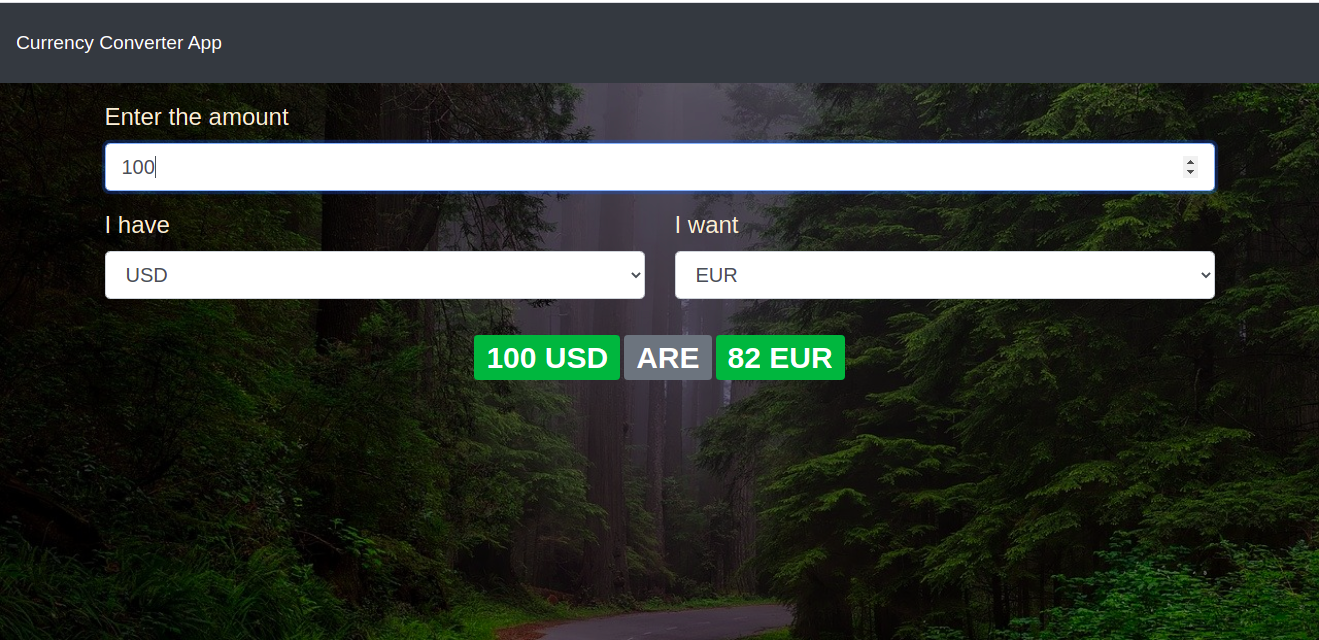 Currency Converter App
Enter the amount
100
I have
I want
USD
EUR
100 USD ARE 82 EUR